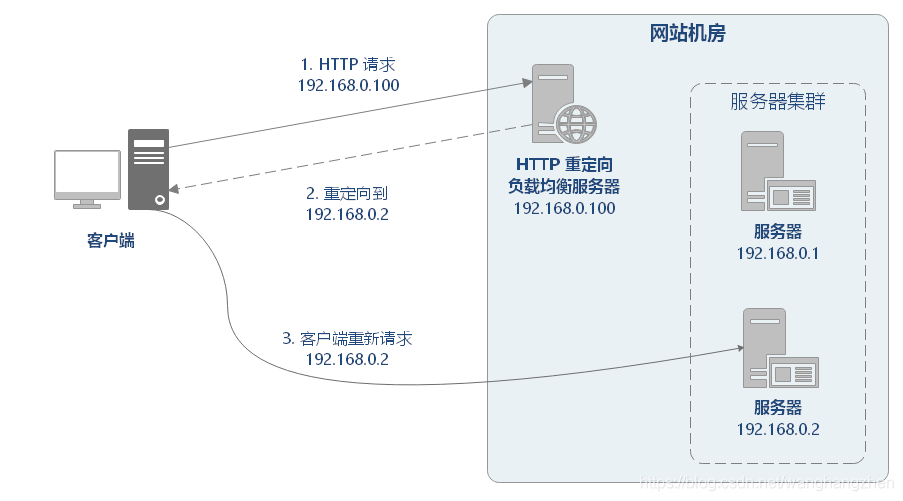 网站机房
1. HTTP 请求
192.168.0.100
服务器集群
HTTP 重定向
负载均衡服务器
192.168.0.100
2. 重定向到
192.168.0.2
客户端
服务器
192.168.0.1
3. 客户端重新请求
192.168.0.2
服务器
192.168.0.2
https://blog.csdn.net/wanghangzhen